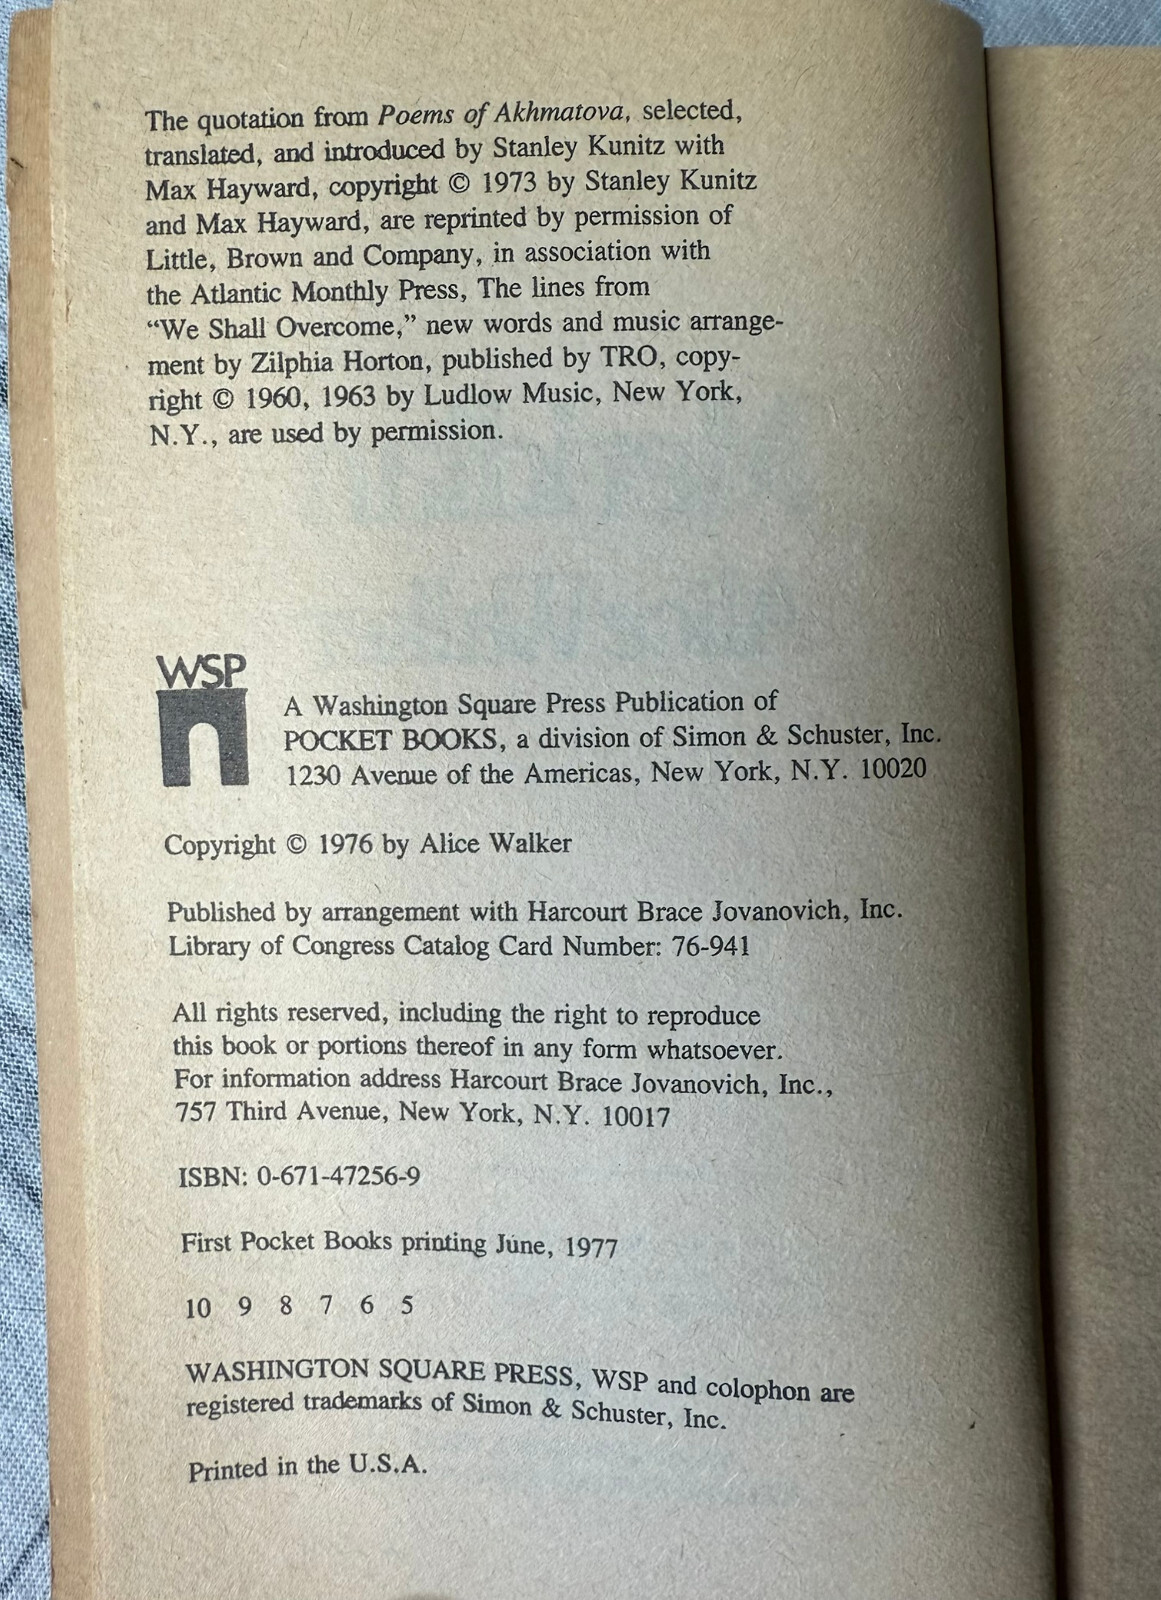 The quotation from Poems of Akhmatova, selected,
translated, and introduced by Stanley Kunitz with
Max Hayward, copyright © 1973 by Stanley Kunitz
and Max Hayward, are reprinted by permission of
Little, Brown and Company, in association with
the Atlantic Monthly Press, The lines from
“We Shall Overcome,” new words and music arrange-
ment by Zilphia Horton, published by TRO, copy-
right © 1960, 1963 by Ludlow Music, New York,
N.Y., are used by permission.
WSP
A Washington Square Press Publication of
POCKET BOOKS, a division of Simon & Schuster, Inc.
1230 Avenue of the Americas, New York, N.Y. 10020
Copyright © 1976 by Alice Walker
Published by arrangement with Harcourt Brace Jovanovich, Inc.
Library of Congress Catalog Card Number: 76-941
All rights reserved, including the right to reproduce
this book or portions thereof in any form whatsoever.
For information address Harcourt Brace Jovanovich, Inc.,
757 Third Avenue, New York, N.Y. 10017
ISBN: 0-671-47256-9
First Pocket Books printing June, 1977
10 9 8 7 6 5
WASHINGTON SQUARE PRESS, WSP and colophon are
registered trademarks of Simon & Schuster, Inc.
Printed in the U.S.A.